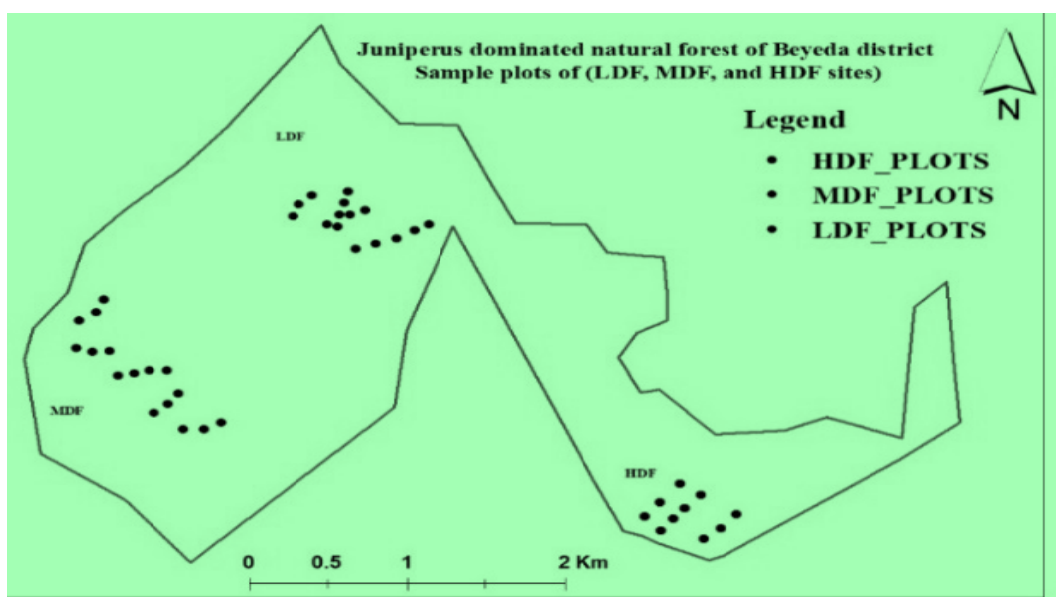 Juniperus dominated natural forest of Beyeda district
Sample plots of (LDF, MDF, and HDF sites)
N
Legend
HDF_PLOTS
MDF_PLOTS
LDF_PLOTS
LDF
MDF
HDF
0 0.5 1 2 Km